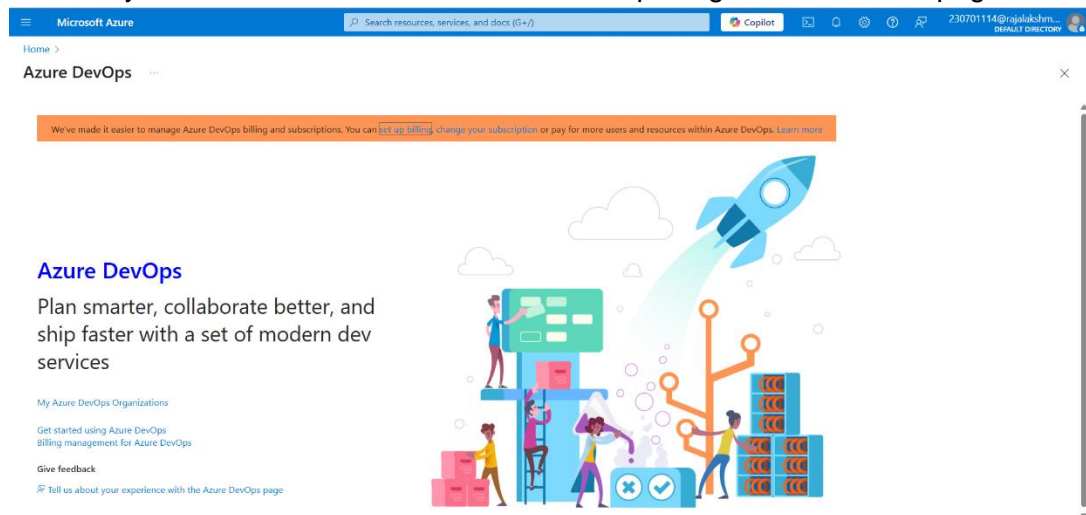 Microsoft Azure
Search resources, services, and docs (G+/)
Copilot
230701114@rajalakshm...
DEFAULT DIRECTORY
Home >
Azure DevOps ...
We've made it easier to manage Azure DevOps billing and subscriptions. You can set up billing, change your subscription or pay for more users and resources within Azure DevOps. Learn more
Azure DevOps
Plan smarter, collaborate better, and
ship faster with a set of modern dev
services
My Azure DevOps Organizations
Get started using Azure DevOps
Billing management for Azure DevOps
Give feedback
Tell us about your experience with the Azure DevOps page